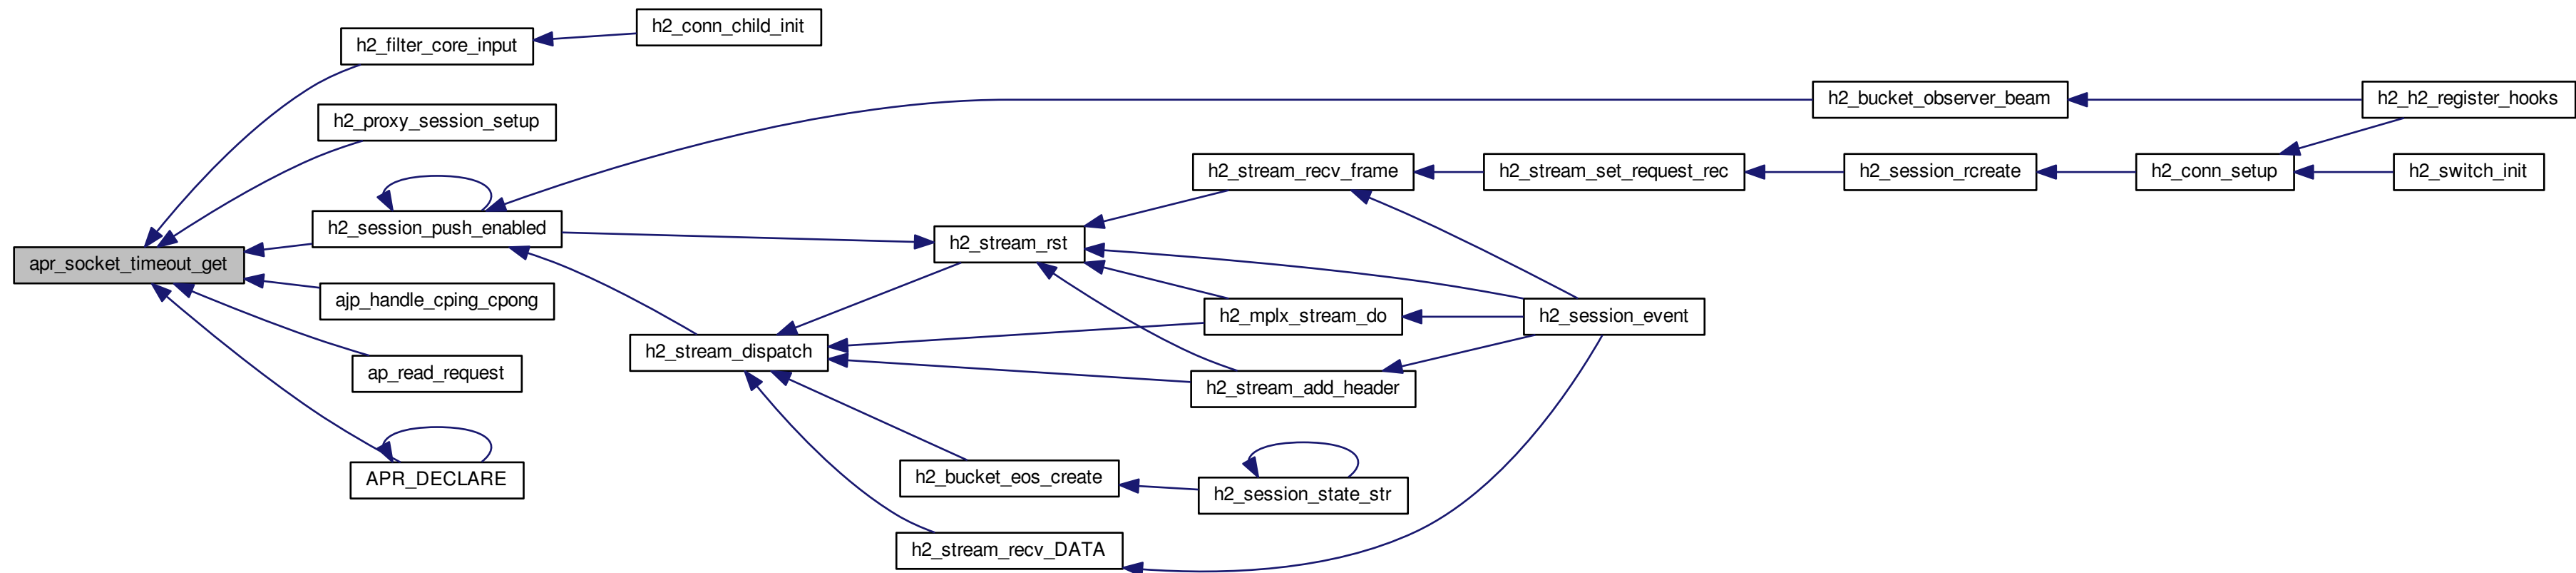 h2_conn_child_init
h2_filter_core_input
h2_bucket_observer_beam
h2_h2_register_hooks
h2_proxy_session_setup
h2_stream_recv_frame
h2_stream_set_request_rec
h2_session_rcreate
h2_conn_setup
h2_switch_init
h2_session_push_enabled
h2_stream_rst
apr_socket_timeout_get
ajp_handle_cping_cpong
h2_mplx_stream_do
h2_session_event
h2_stream_dispatch
ap_read_request
h2_stream_add_header
APR_DECLARE
h2_bucket_eos_create
h2_session_state_str
h2_stream_recv_DATA